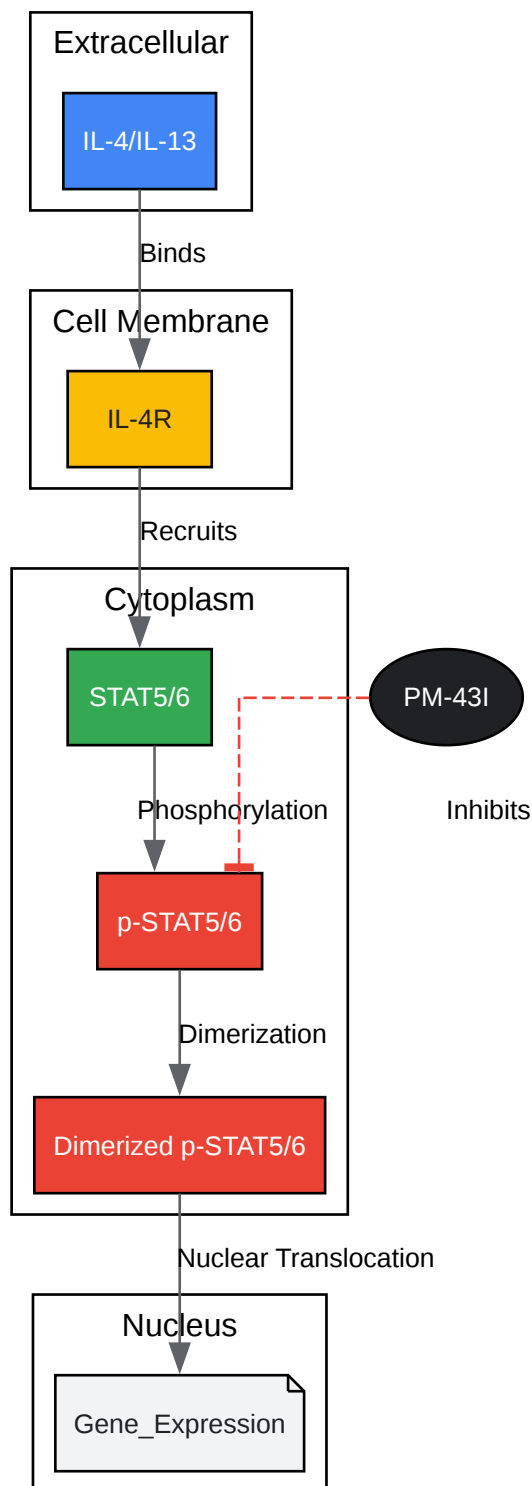 Extracellular
IL-4/IL-13
Binds
Cell Membrane
IL-4R
Recruits
Cytoplasm
STAT5/6
PM-43I
Phosphorylation
Inhibits
p-STAT5/6
Dimerization
Dimerized p-STAT5/6
Nuclear Translocation
Nucleus
Gene_Expression